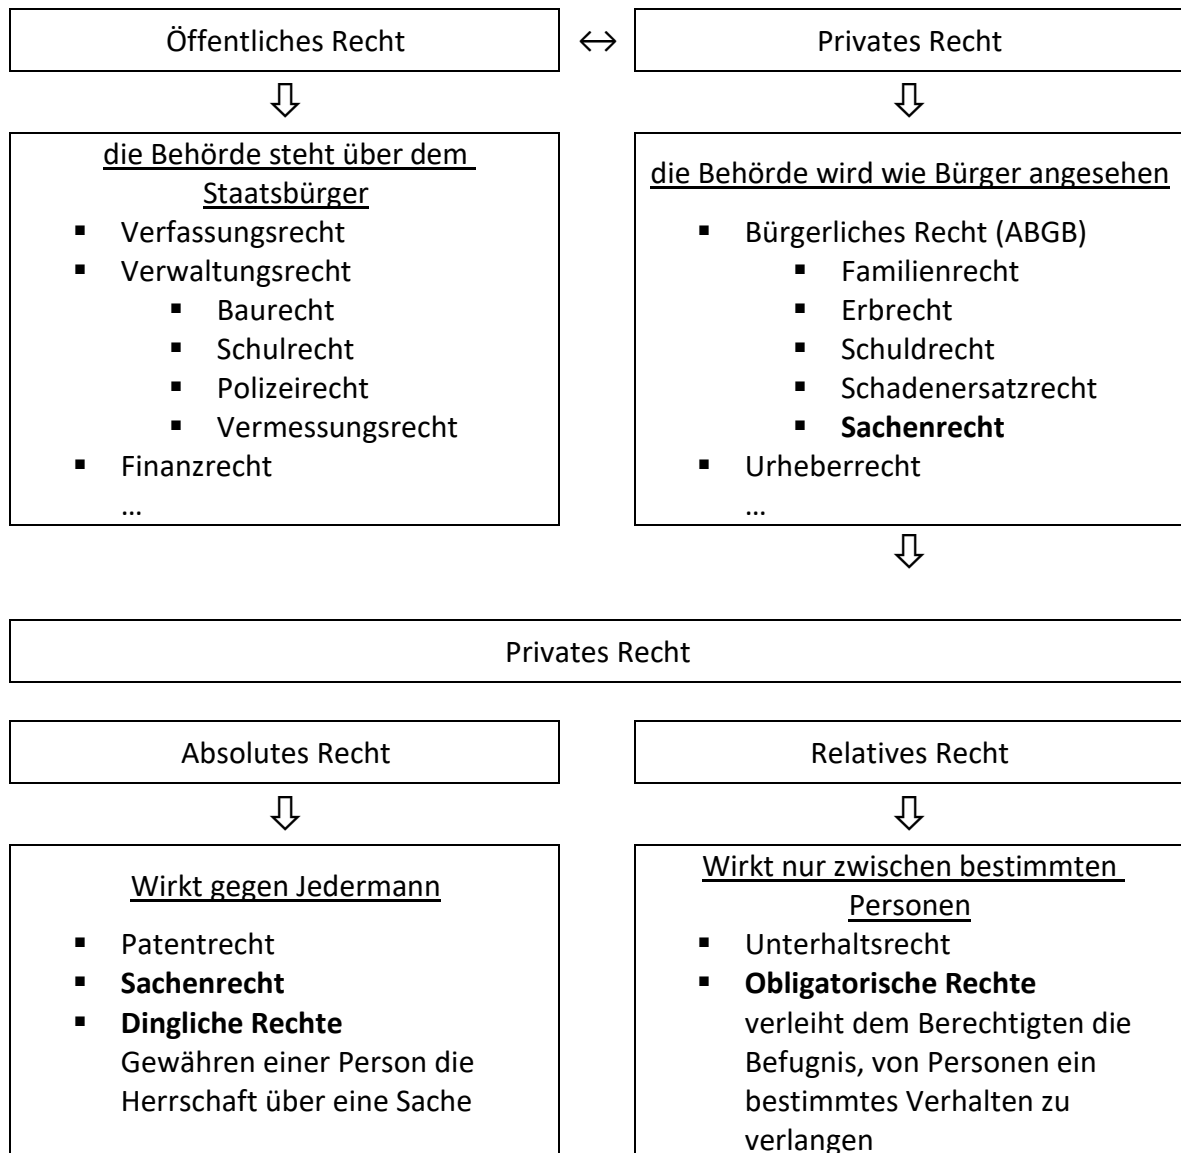 Öffentliches Recht ↔ Privates Recht
die Behörde steht über dem
Staatsbürger
▪ Verfassungsrecht
▪ Verwaltungsrecht
▪ Baurecht
▪ Schulrecht
▪ Polizeirecht
▪ Vermessungsrecht
▪ Finanzrecht
...
die Behörde wird wie Bürger angesehen
▪ Bürgerliches Recht (ABGB)
▪ Familienrecht
▪ Erbrecht
▪ Schuldrecht
▪ Schadenersatzrecht
▪ Sachenrecht
▪ Urheberrecht
...
Privates Recht
Absolutes Recht
Relatives Recht
Wirkt gegen Jedermann
▪ Patentrecht
▪ Sachenrecht
▪ Dingliche Rechte
Gewähren einer Person die
Herrschaft über eine Sache
Wirkt nur zwischen bestimmten
Personen
▪ Unterhaltsrecht
▪ Obligatorische Rechte
verleiht dem Berechtigten die
Befugnis, von Personen ein
bestimmtes Verhalten zu
verlangen